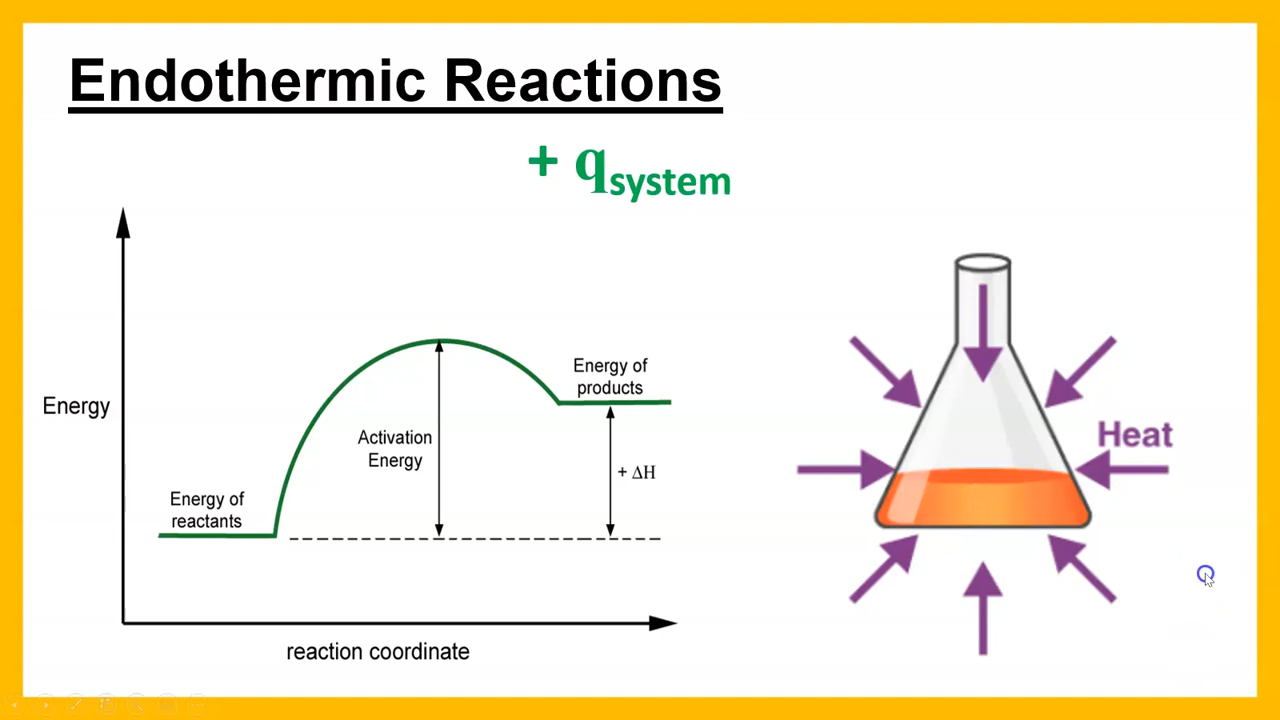 Endothermic Reactions
+ qsystem
Energy
Energy of
reactants
Activation
Energy
Energy of
products
+ ΔH
reaction coordinate
Heat